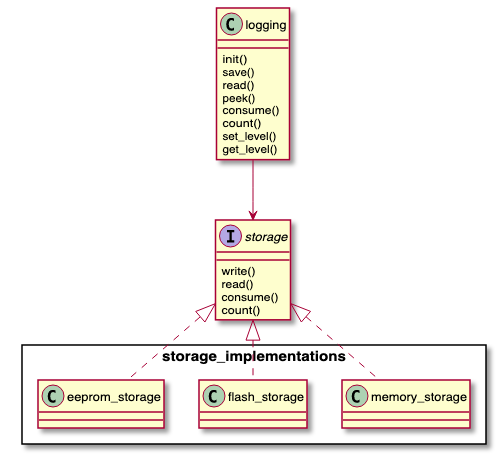 C logging
init()
save()
read()
peek()
consume()
count()
set_level()
get_level()
I storage
write()
read()
consume()
count()
storage_implementations
C eeprom_storage
C flash_storage
C memory_storage